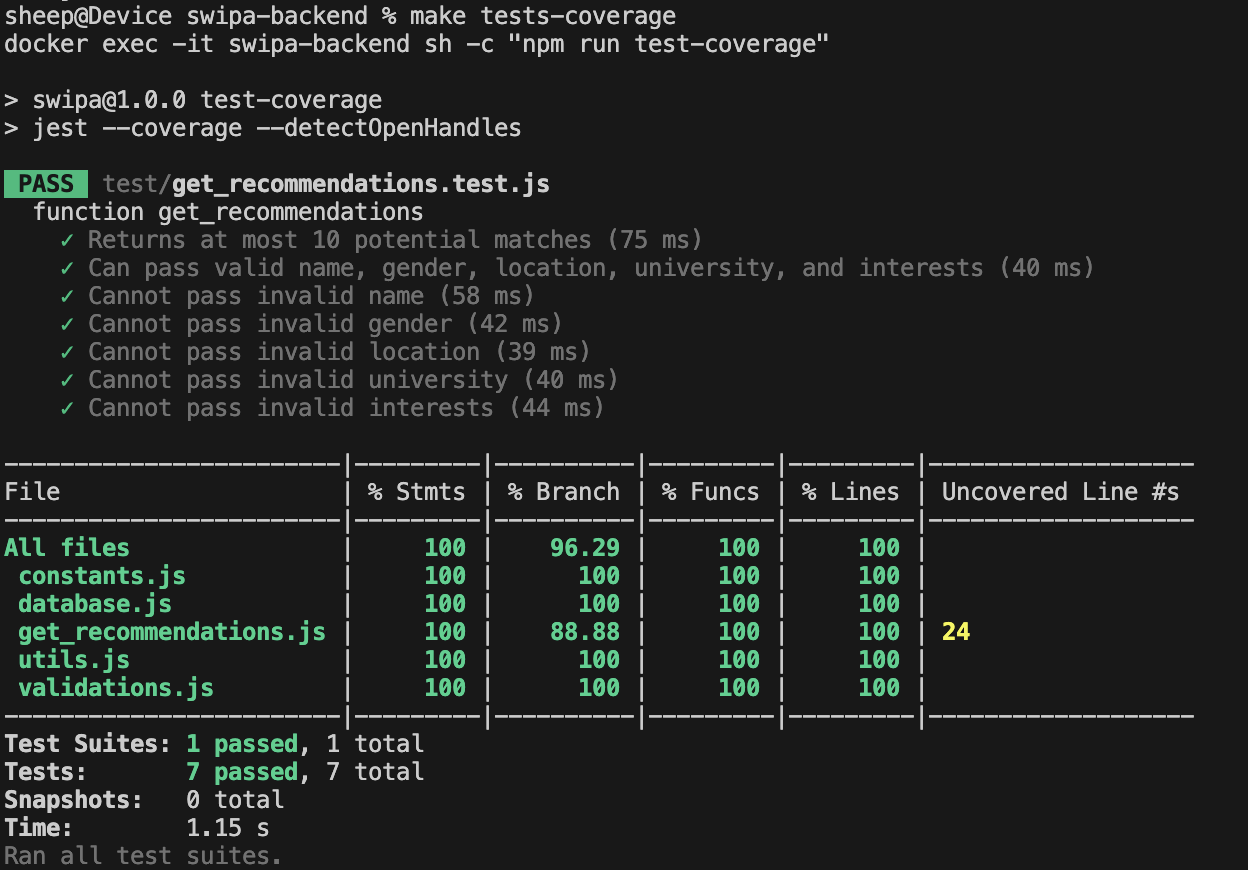 sheep@Device swipa-backend % make tests-coverage
docker exec -it swipa-backend sh -c "npm run test-coverage"
> swipa@1.0.0 test-coverage
> jest --coverage --detectOpenHandles
PASS test/get_recommendations.test.js
function get_recommendations
✓ Returns at most 10 potential matches (75 ms)
✓ Can pass valid name, gender, location, university, and interests (40 ms)
✓ Cannot pass invalid name (58 ms)
✓ Cannot pass invalid gender (42 ms)
✓ Cannot pass invalid location (39 ms)
✓ Cannot pass invalid university (40 ms)
✓ Cannot pass invalid interests (44 ms)
------------------------|---------|----------|---------|---------|-------------------
File | % Stmts | % Branch | % Funcs | % Lines | Uncovered Line #s
------------------------|---------|----------|---------|---------|-------------------
All files | 100 | 96.29 | 100 | 100 |
constants.js | 100 | 100 | 100 | 100 |
database.js | 100 | 100 | 100 | 100 |
get_recommendations.js | 100 | 88.88 | 100 | 100 | 24
utils.js | 100 | 100 | 100 | 100 |
validations.js | 100 | 100 | 100 | 100 |
------------------------|---------|----------|---------|---------|-------------------
Test Suites: 1 passed, 1 total
Tests: 7 passed, 7 total
Snapshots: 0 total
Time: 1.15 s
Ran all test suites.